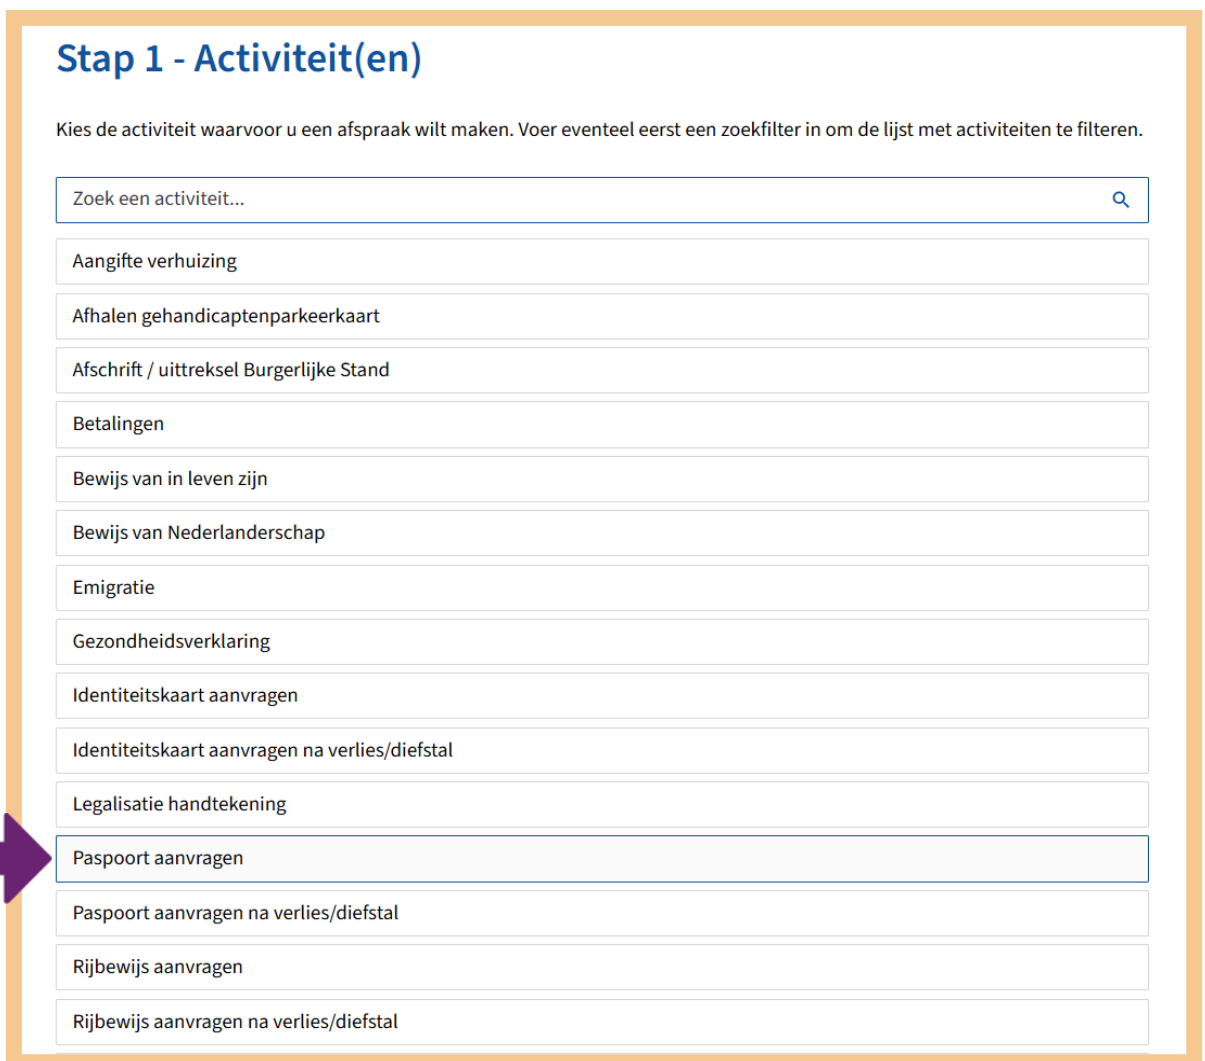 Stap 1 - Activiteit(en)
Kies de activiteit waarvoor u een afspraak wilt maken. Voer eventeel eerst een zoekfilter in om de lijst met activiteiten te filteren.
Zoek een activiteit...
Aangifte verhuizing
Afhalen gehandicaptenparkeerkaart
Afschrift / uittreksel Burgerlijke Stand
Betalingen
Bewijs van in leven zijn
Bewijs van Nederlanderschap
Emigratie
Gezondheidsverklaring
Identiteitskaart aanvragen
Identiteitskaart aanvragen na verlies/diefstal
Legalisatie handtekening
Paspoort aanvragen
Paspoort aanvragen na verlies/diefstal
Rijbewijs aanvragen
Rijbewijs aanvragen na verlies/diefstal